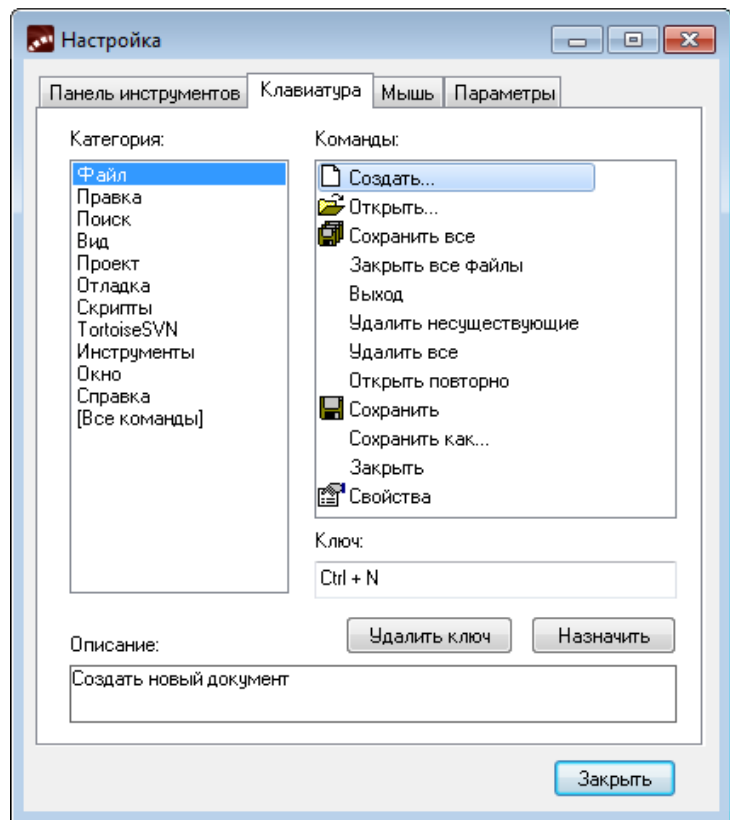 Настройка
Панель инструментов Клавиатура Мышь Параметры
Категория:
Файл
Правка
Поиск
Вид
Проект
Отладка
Скрипты
TortoiseSVN
Инструменты
Окно
Справка
[Все команды]
Команды:
Создать...
Открыть...
Сохранить все
Закрыть все файлы
Выход
Удалить несуществующие
Удалить все
Открыть повторно
Сохранить
Сохранить как...
Закрыть
Свойства
Ключ:
Ctrl + N
Удалить ключ Назначить
Описание:
Создать новый документ
Закрыть